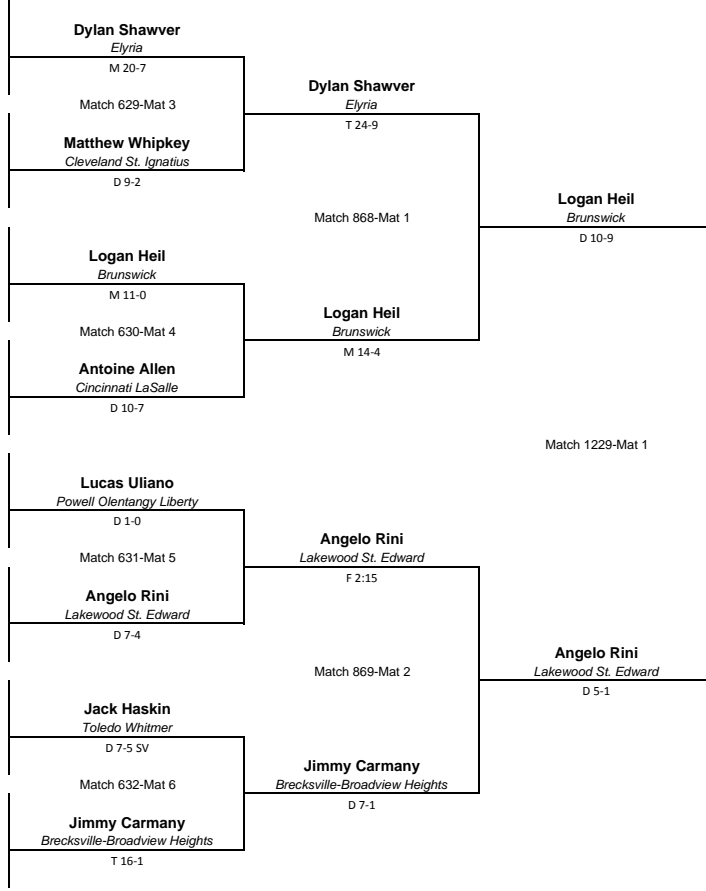 Dylan Shawver
Elyria
M 20-7
Match 629-Mat 3
Matthew Whipkey
Cleveland St. Ignatius
D 9-2
Logan Heil
Brunswick
M 11-0
Match 630-Mat 4
Antoine Allen
Cincinnati LaSalle
D 10-7
Lucas Uliano
Powell Olentangy Liberty
D 1-0
Match 631-Mat 5
Angelo Rini
Lakewood St. Edward
D 7-4
Jack Haskin
Toledo Whitmer
D 7-5 SV
Match 632-Mat 6
Jimmy Carmany
Brecksville-Broadview Heights
T 16-1
Dylan Shawver
Elyria
T 24-9
Match 868-Mat 1
Logan Heil
Brunswick
M 14-4
Angelo Rini
Lakewood St. Edward
F 2:15
Match 869-Mat 2
Jimmy Carmany
Brecksville-Broadview Heights
D 7-1
Logan Heil
Brunswick
D 10-9
Match 1229-Mat 1
Angelo Rini
Lakewood St. Edward
D 5-1